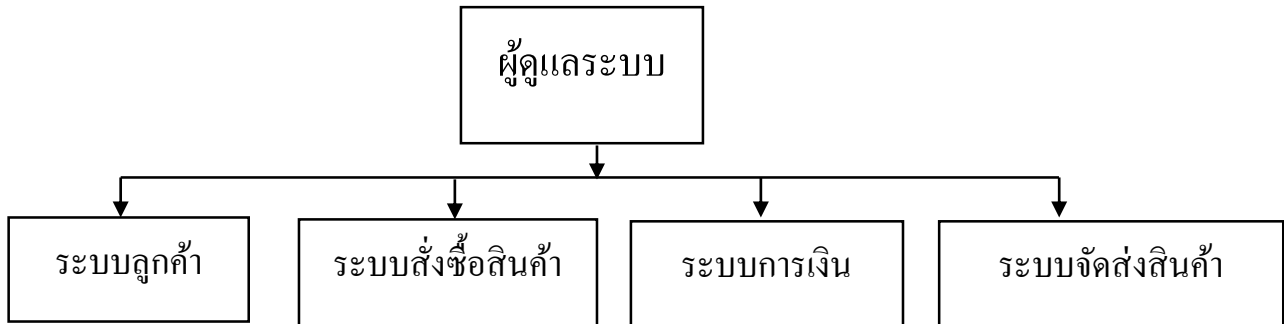 ผู้ดูแลระบบ
ระบบลูกค้า
ระบบสั่งซื้อสินค้า
ระบบการเงิน
ระบบจัดส่งสินค้า